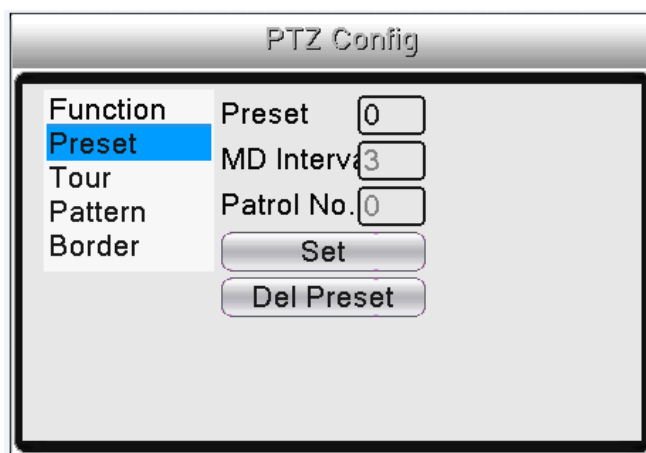 PTZ Config
Function
Preset
Tour
Pattern
Border
Preset 0
MD Interva 3
Patrol No. 0
Set
Del Preset